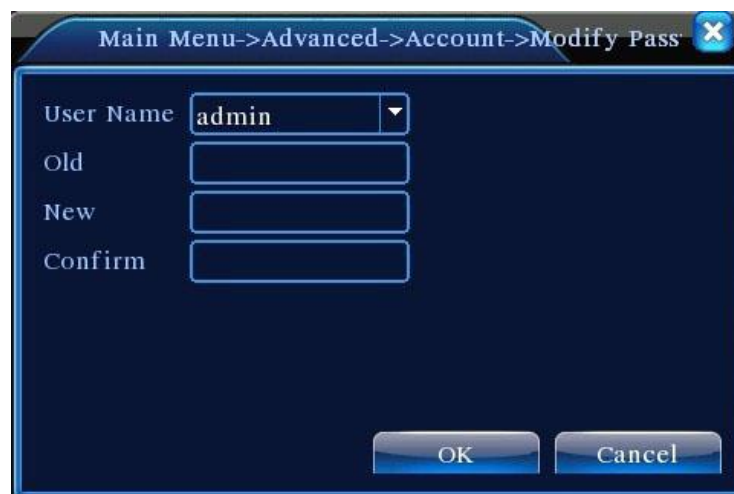 Main Menu->Advanced->Account->Modify Pass
User Name admin
Old
New
Confirm
OK Cancel